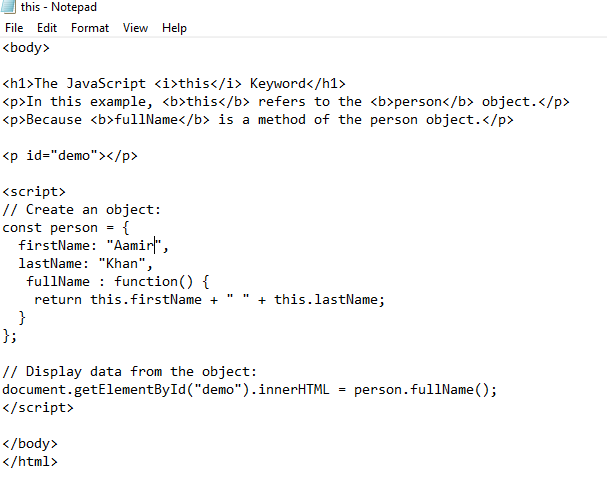 this - Notepad
File Edit Format View Help
<body>
<h1>The JavaScript <i>this</i> Keyword</h1>
<p>In this example, <b>this</b> refers to the <b>person</b> object.</p>
<p>Because <b>fullName</b> is a method of the person object.</p>
<p id="demo"></p>
<script>
// Create an object:
const person = {
  firstName: "Aamir",
  lastName: "Khan",
   fullName : function() {
    return this.firstName + " " + this.lastName;
  }
};
// Display data from the object:
document.getElementById("demo").innerHTML = person.fullName();
</script>
</body>
</html>